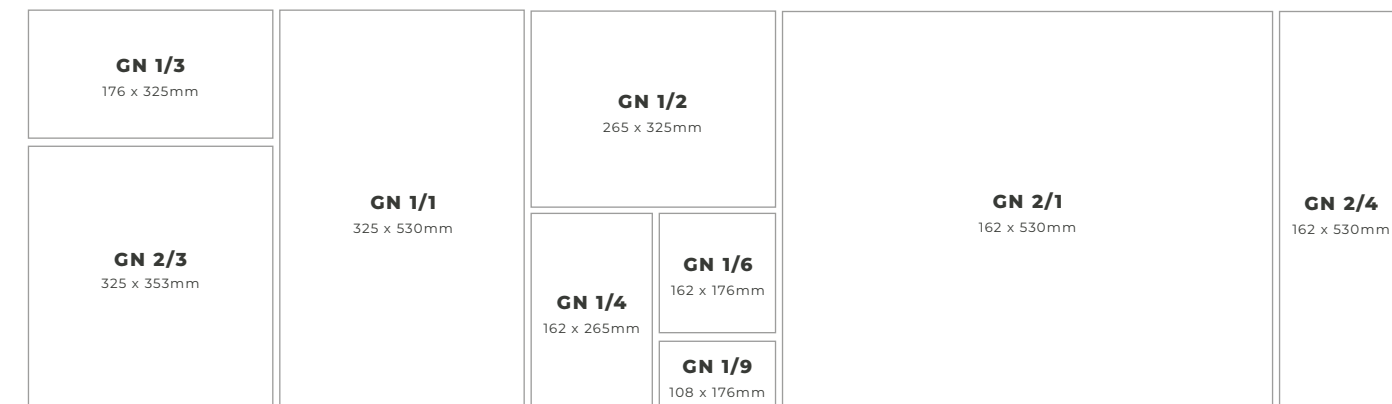 GN 1/3
176 x 325mm
GN 2/3
325 x 353mm
GN 1/1
325 x 530mm
GN 1/2
265 x 325mm
GN 1/4
162 x 265mm
GN 1/6
162 x 176mm
GN 1/9
108 x 176mm
GN 2/1
162 x 530mm
GN 2/4
162 x 530mm